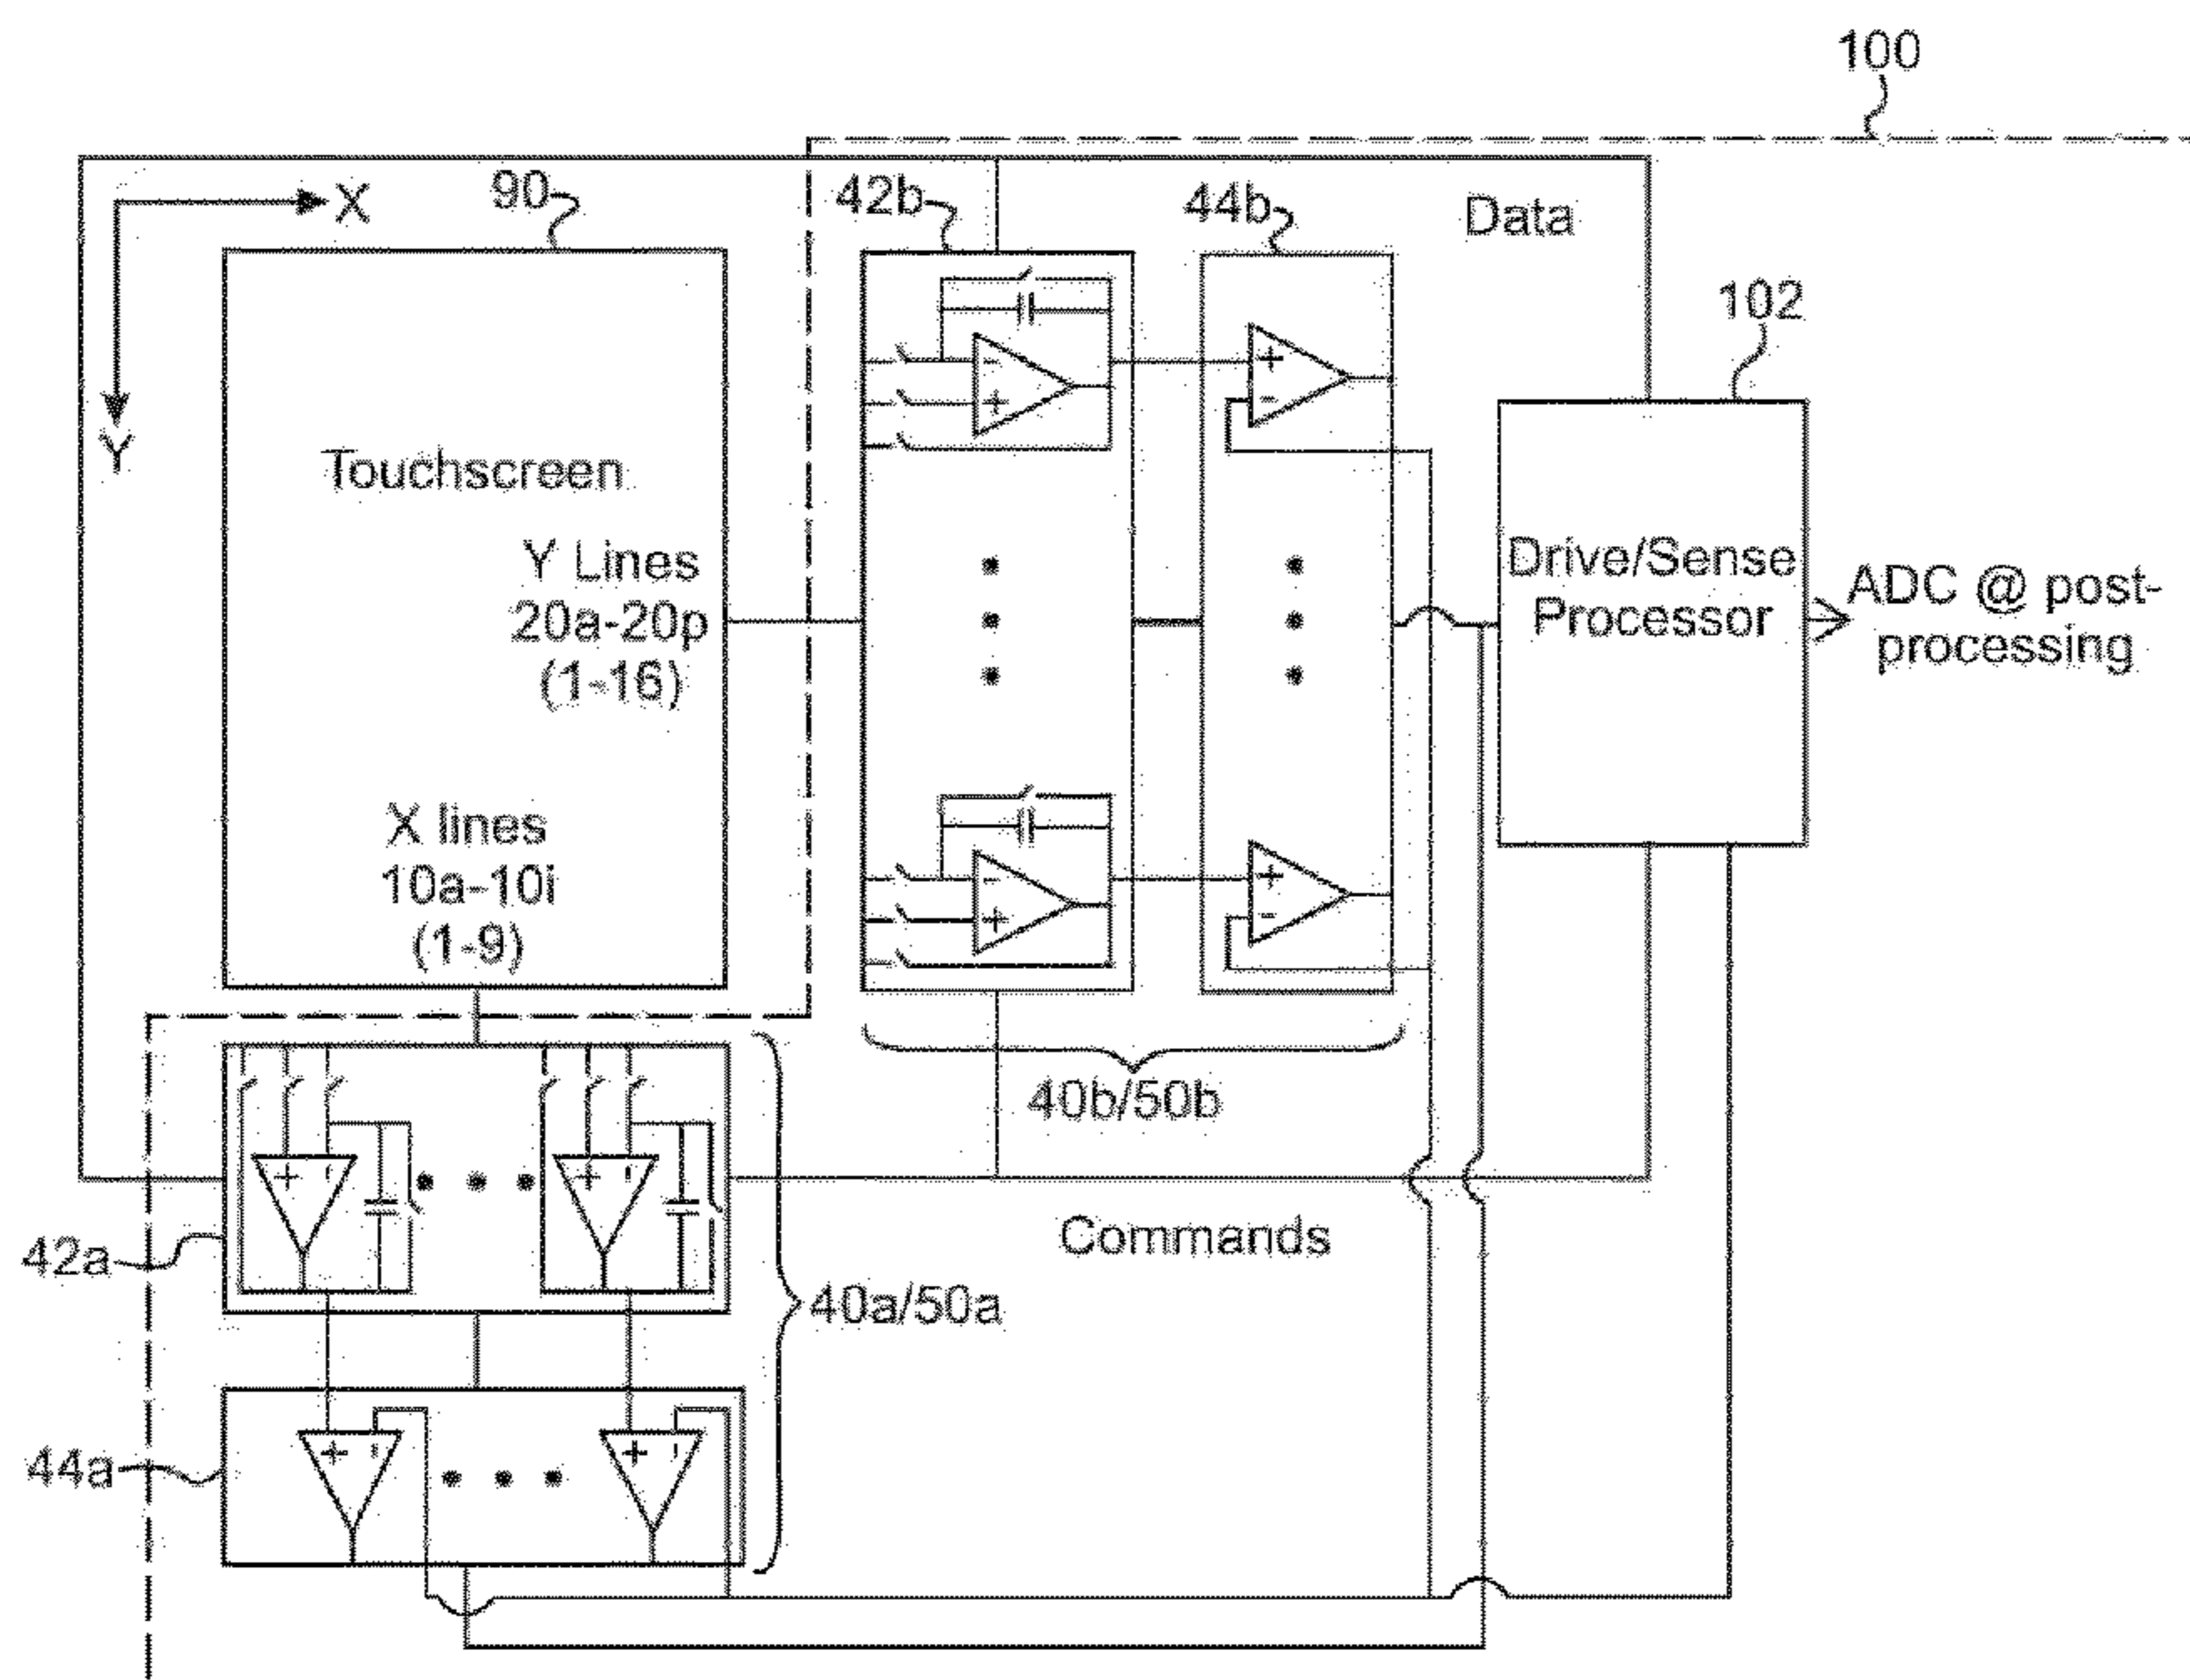 100
X
90
42b
44b
Data
102
Y
Touchscreen
Y Lines
20a-20p
(1-16)
Drive/Sense
Processor
ADC @ post-
processing
X lines
10a-10i
(1-9)
-
+
-
+
+
-
+
-
40b/50b
+
-
+
-
42a
Commands
40a/50a
44a
+
-
+
-